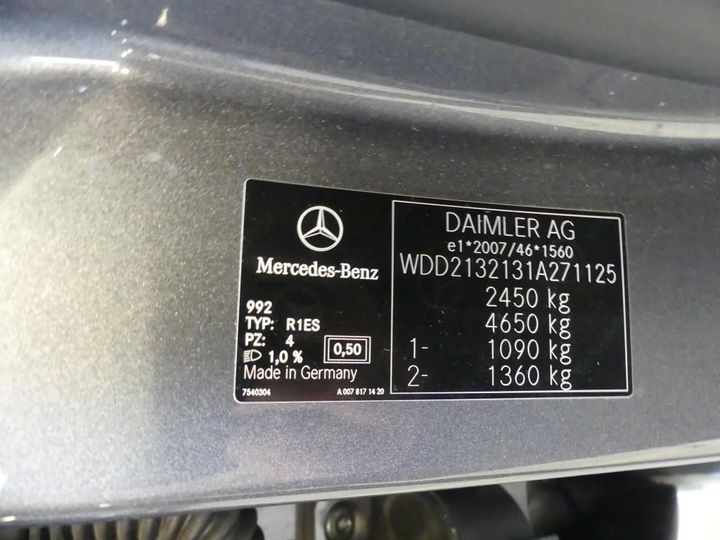 Mercedes-Benz
992
TYP: R1ES
PZ: 4
1,0 % 0,50
Made in Germany
7540304 A 007 817 14 20
DAIMLER AG
e1*2007/46*1560
WDD2132131A271125
2450 kg
4650 kg
1- 1090 kg
2- 1360 kg